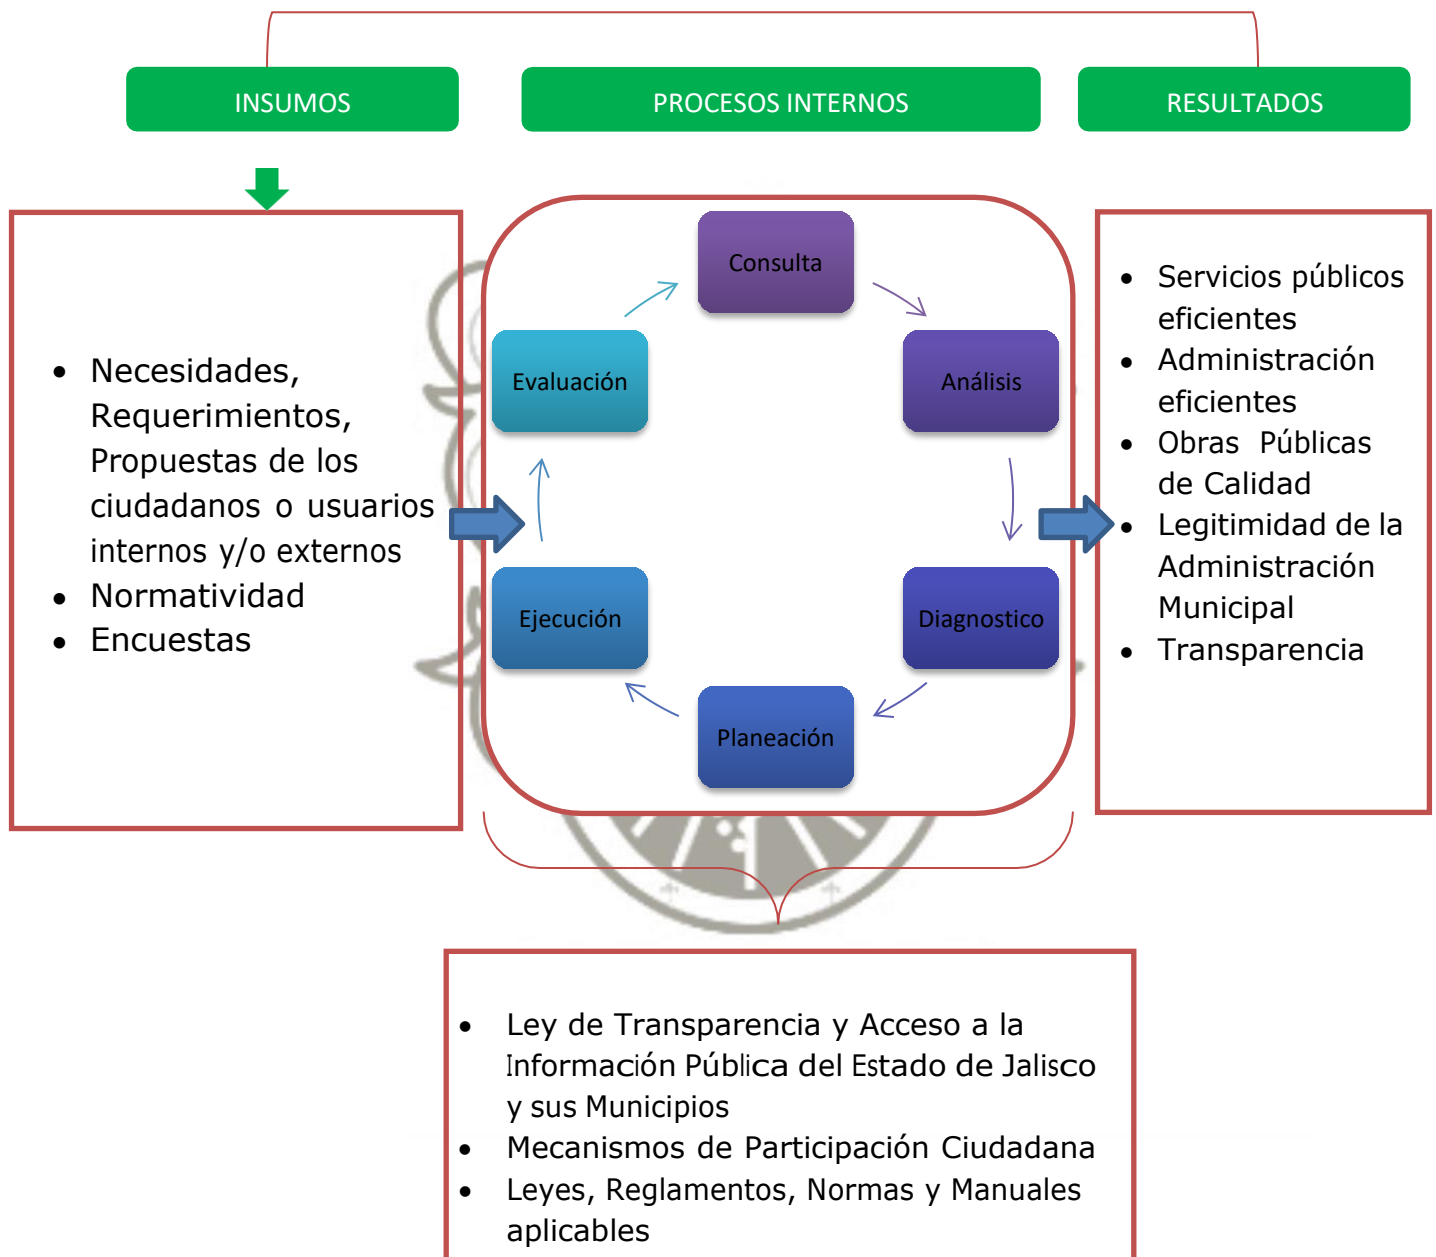 INSUMOS
PROCESOS INTERNOS
RESULTADOS
• Necesidades,
Requerimientos,
Propuestas de los
ciudadanos o usuarios
internos y/o externos
• Normatividad
• Encuestas
Consulta
Análisis
Diagnostico
Planeación
Ejecución
Evaluación
• Servicios públicos
eficientes
• Administración
eficientes
• Obras Públicas
de Calidad
• Legitimidad de la
Administración
Municipal
• Transparencia
• Ley de Transparencia y Acceso a la
Información Pública del Estado de Jalisco
y sus Municipios
• Mecanismos de Participación Ciudadana
• Leyes, Reglamentos, Normas y Manuales
aplicables